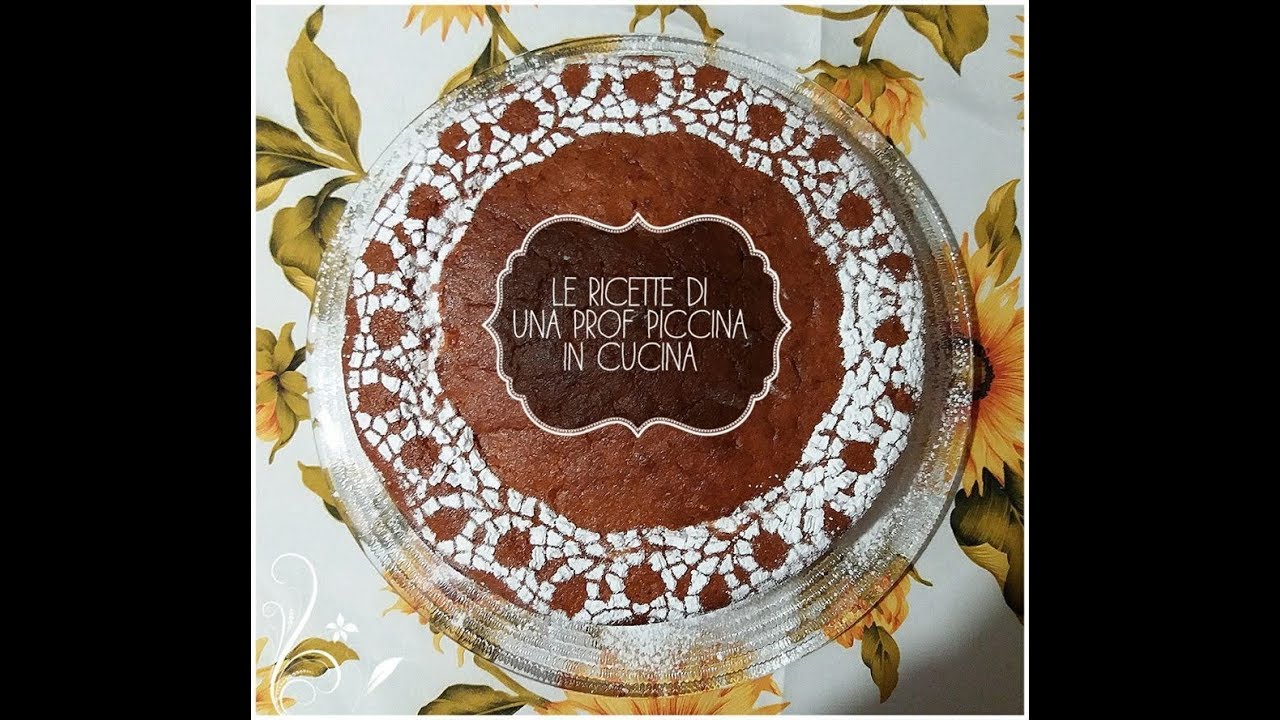 LE RICETTE DI
UNA PROF PICCINA
IN CUCINA